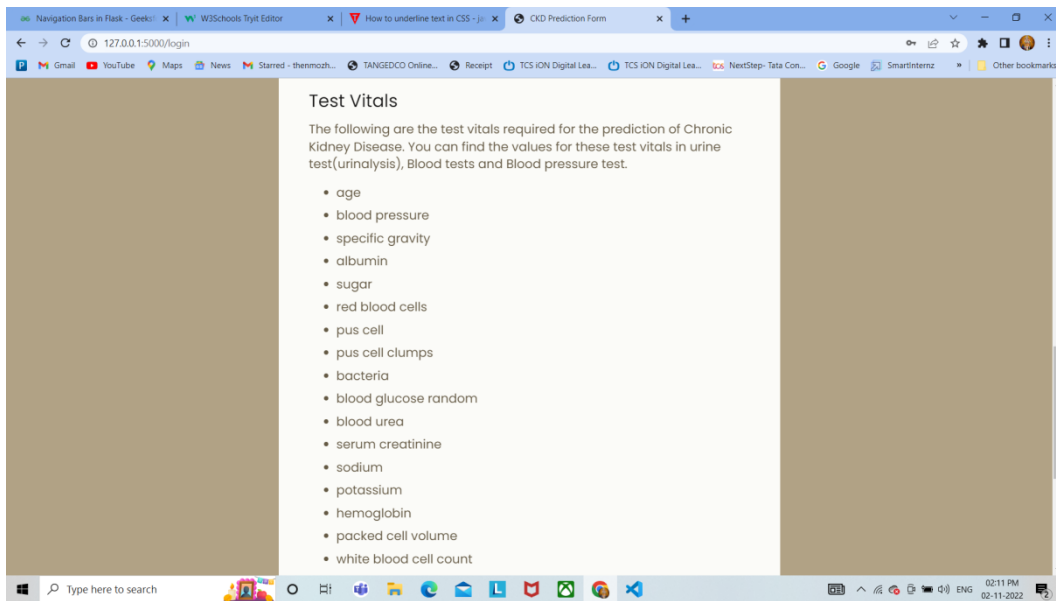 Navigation Bars in Flask - Geeks
W3Schools Tryit Editor
How to underline text in CSS - ja
CKD Prediction Form
127.0.0.1:5000/login
Gmail
YouTube
Maps
News
Starred - thenmozh...
TANGEDCO Online...
Receipt
TCS iON Digital Lea...
TCS iON Digital Lea...
tcs
NextStep- Tata Con...
Google
SmartInternz
»
Other bookmarks
Test Vitals
The following are the test vitals required for the prediction of Chronic
Kidney Disease. You can find the values for these test vitals in urine
test(urinalysis), Blood tests and Blood pressure test.
• age
• blood pressure
• specific gravity
• albumin
• sugar
• red blood cells
• pus cell
• pus cell clumps
• bacteria
• blood glucose random
• blood urea
• serum creatinine
• sodium
• potassium
• hemoglobin
• packed cell volume
• white blood cell count
Type here to search
ENG
02:11 PM
02-11-2022
2